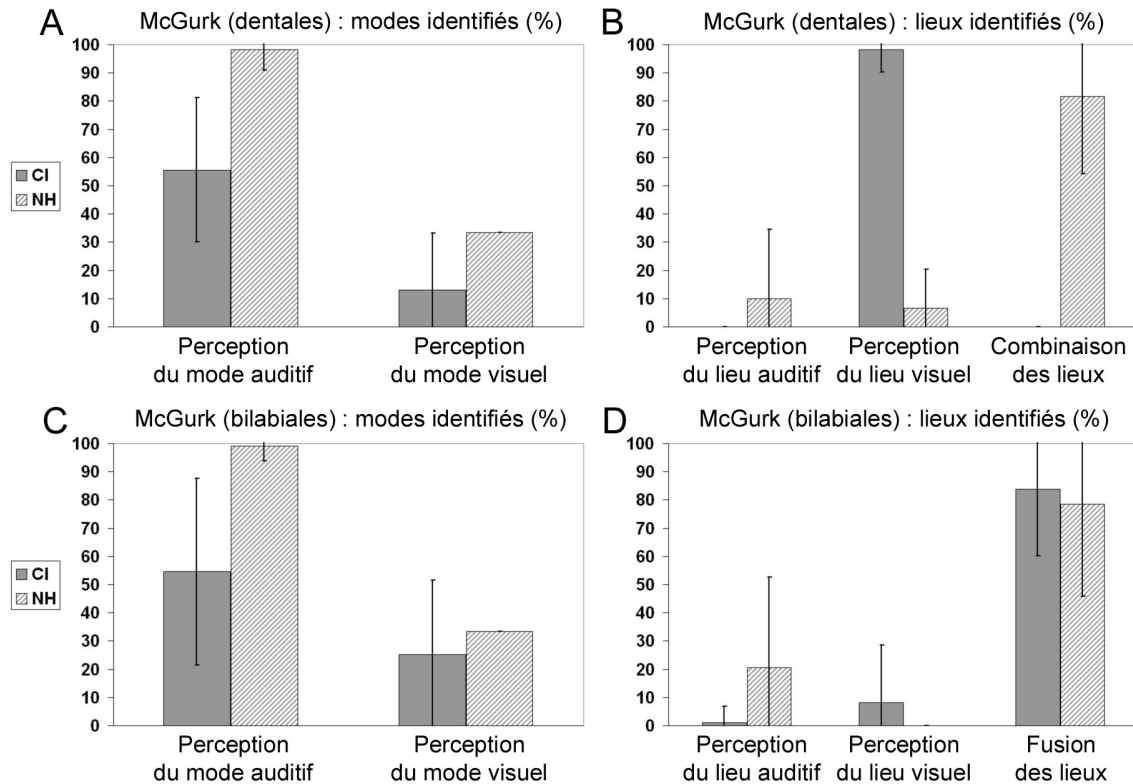 A
McGurk (dentales) : modes identifiés (%)
100
90
80
70
60
50
40
30
20
10
0
CI
NH
Perception
du mode auditif
Perception
du mode visuel
B
McGurk (dentales) : lieux identifiés (%)
100
90
80
70
60
50
40
30
20
10
0
Perception
du lieu auditif
Perception
du lieu visuel
Combinaison
des lieux
C
McGurk (bilabiales) : modes identifiés (%)
100
90
80
70
60
50
40
30
20
10
0
CI
NH
Perception
du mode auditif
Perception
du mode visuel
D
McGurk (bilabiales) : lieux identifiés (%)
100
90
80
70
60
50
40
30
20
10
0
Perception
du lieu auditif
Perception
du lieu visuel
Fusion
des lieux